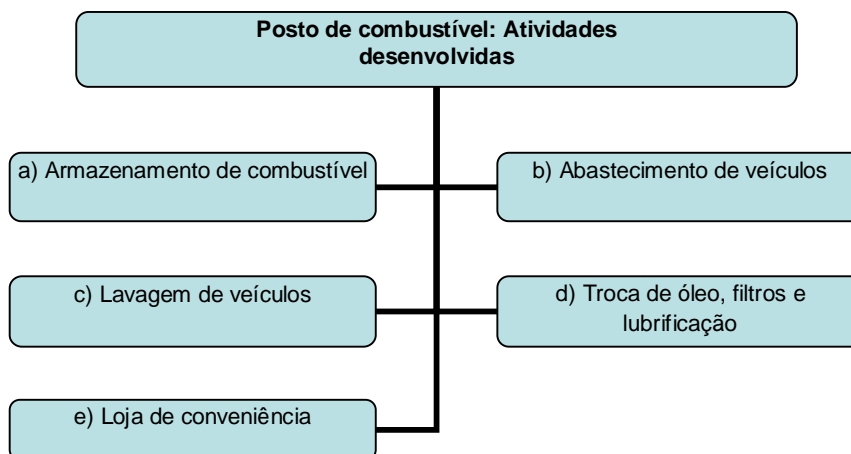 Posto de combustível: Atividades
desenvolvidas
a) Armazenamento de combustível
b) Abastecimento de veículos
c) Lavagem de veículos
d) Troca de óleo, filtros e
lubrificação
e) Loja de conveniência